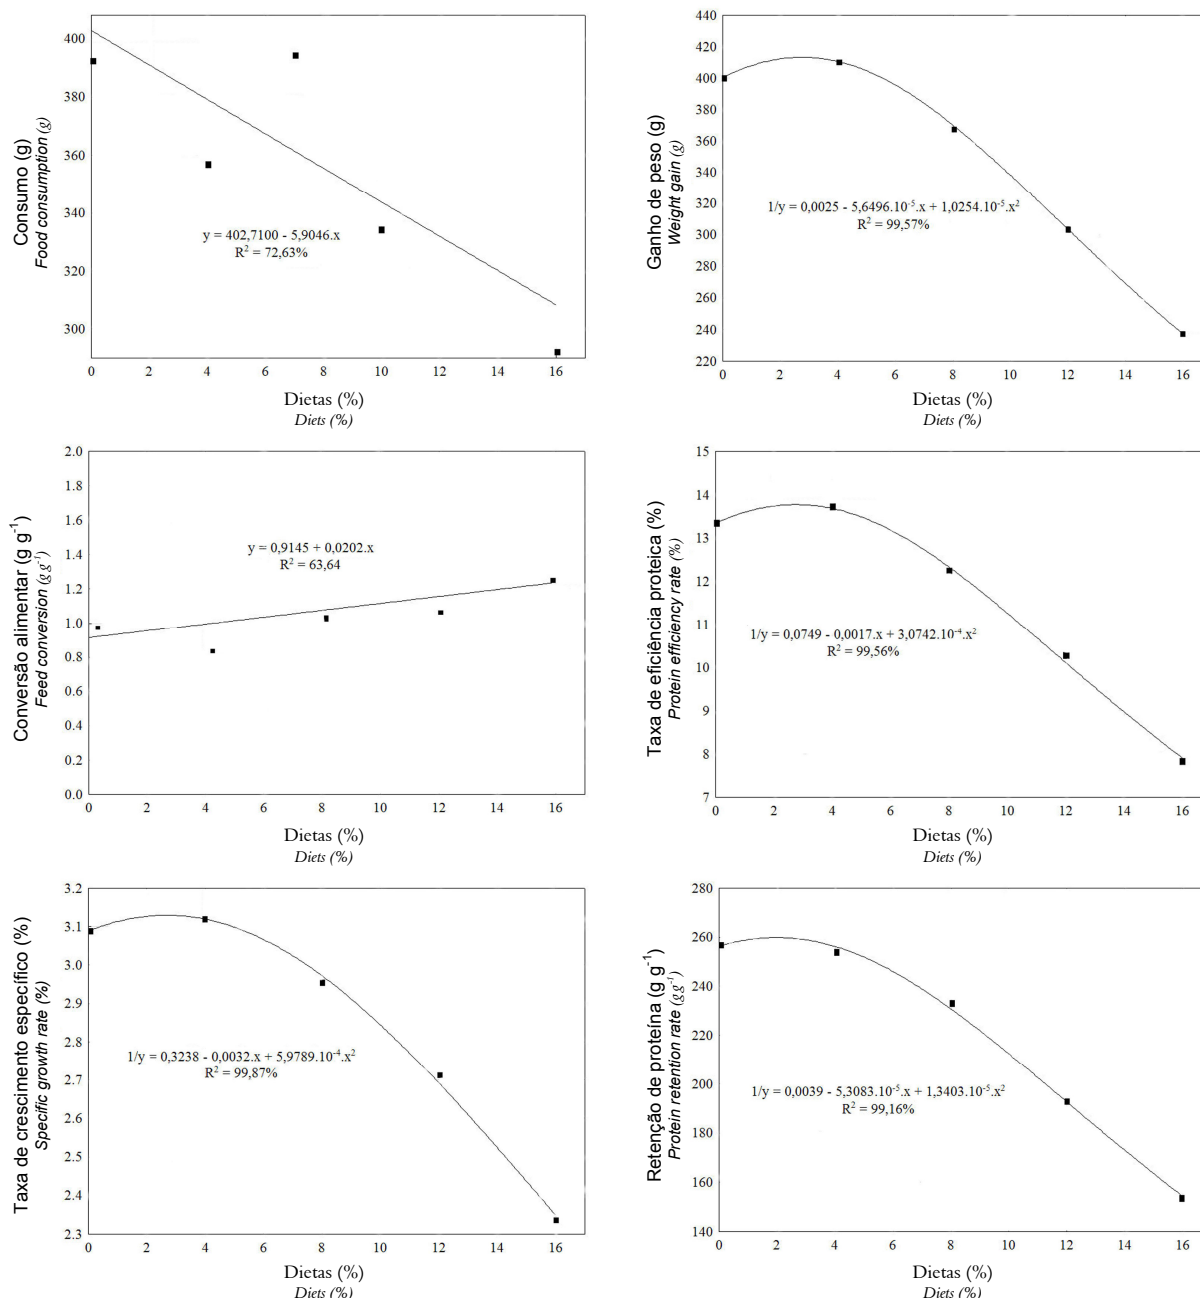 400
380
360
340
320
300
Consumo (g)
Food consumption (g)
y = 402,7100 - 5,9046.x
R² = 72,63%
0 2 4 6 8 10 12 14 16
Dietas (%)
Diets (%)
440
420
400
380
360
340
320
300
280
260
240
220
Ganho de peso (g)
Weight gain (g)
1/y = 0,0025 - 5,6496.10⁻⁵.x + 1,0254.10⁻⁵.x²
R² = 99,57%
0 2 4 6 8 10 12 14 16
Dietas (%)
Diets (%)
2.0
1.8
1.6
1.4
1.2
1.0
0.8
0.6
0.4
0.2
0.0
Conversão alimentar (g g⁻¹)
Feed conversion (g g⁻¹)
y = 0,9145 + 0,0202.x
R² = 63,64
0 2 4 6 8 10 12 14 16
Dietas (%)
Diets (%)
15
14
13
12
11
10
9
8
7
Taxa de eficiência proteica (%)
Protein efficiency rate (%)
1/y = 0,0749 - 0,0017.x + 3,0742.10⁻⁴.x²
R² = 99,56%
0 2 4 6 8 10 12 14 16
Dietas (%)
Diets (%)
3.2
3.1
3.0
2.9
2.8
2.7
2.6
2.5
2.4
2.3
Taxa de crescimento específico (%)
Specific growth rate (%)
1/y = 0,3238 - 0,0032.x + 5,9789.10⁻⁴.x²
R² = 99,87%
0 2 4 6 8 10 12 14 16
Dietas (%)
Diets (%)
280
260
240
220
200
180
160
140
Retenção de proteína (g g⁻¹)
Protein retention rate (g g⁻¹)
1/y = 0,0039 - 5,3083.10⁻⁵.x + 1,3403.10⁻⁵.x²
R² = 99,16%
0 2 4 6 8 10 12 14 16
Dietas (%)
Diets (%)